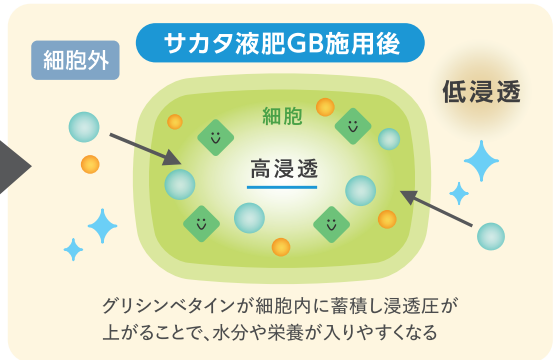 サカタ液肥GB施用後
細胞外
低浸透
細胞
高浸透
グリシンベタインが細胞内に蓄積し浸透圧が
上がることで、水分や栄養が入りやすくなる